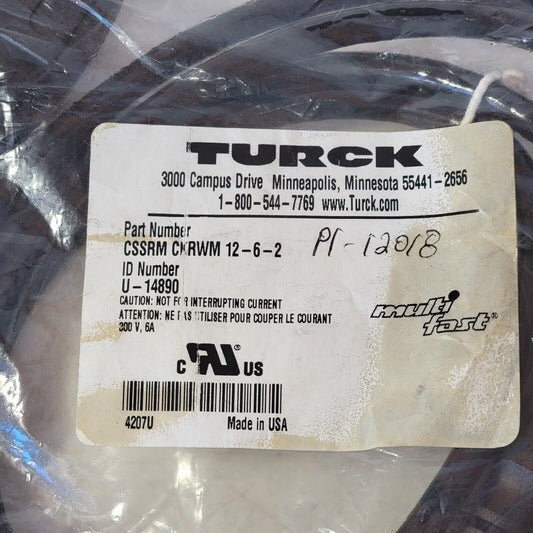 TURCK
3000 Campus Drive Minneapolis, Minnesota 55441-2656
1-800-544-7769 www.Turck.com
Part Number
CSSRM CKRWM 12-6-2
PI-12018
ID Number
U-14890
CAUTION: NOT FOR INTERRUPTING CURRENT
ATTENTION: NE PAS UTILISER POUR COUPER LE COURANT
300 V, 6A
multi
fast®
c RU® US
4207U
Made in USA